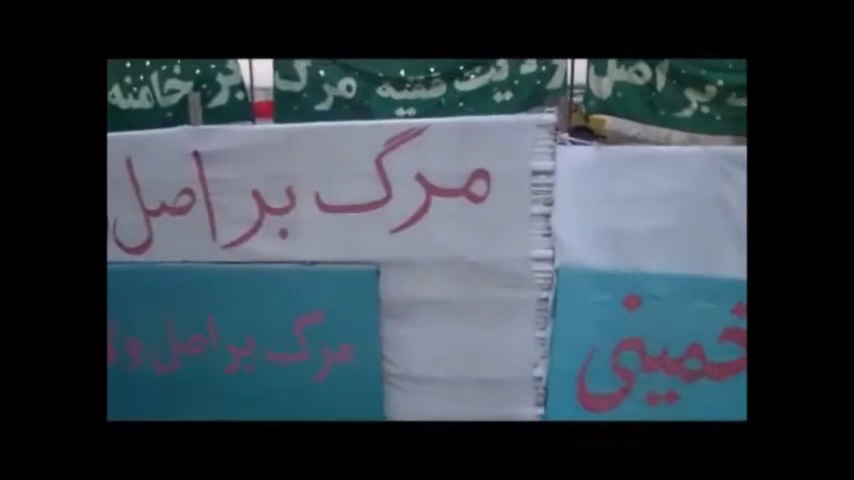 بر اصل ولایت فقیه مرگ بر خامنه
مرگ بر اصل
مرگ بر اصل و
خمینی